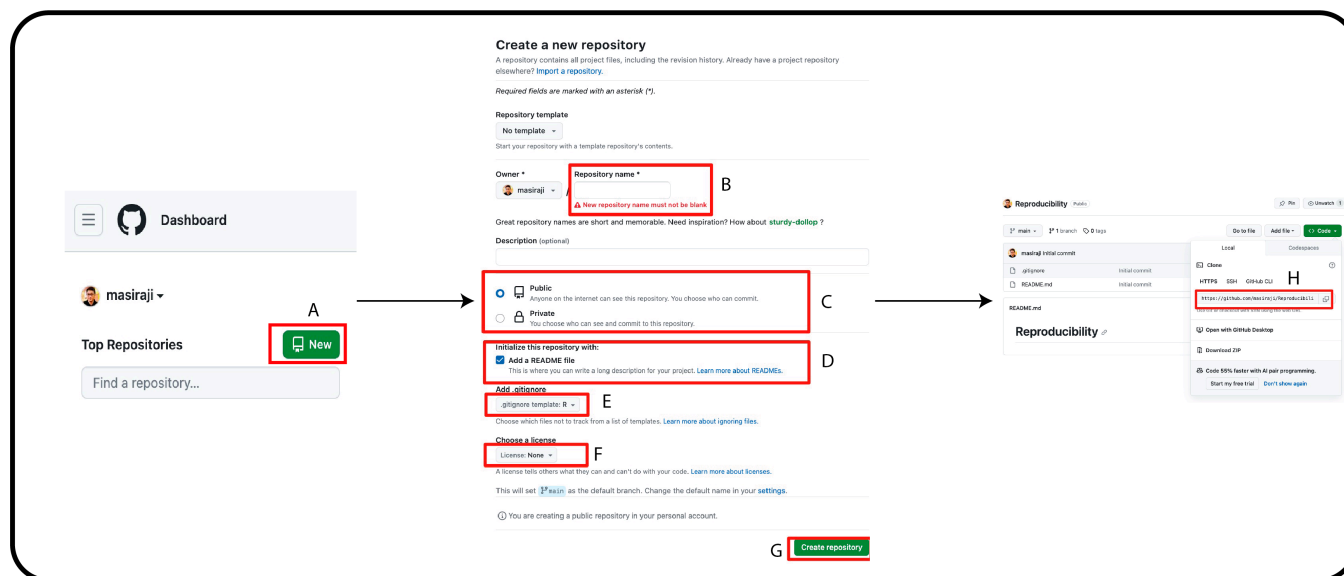 Dashboard
masiraji
A
Top Repositories
New
Find a repository...
Create a new repository
A repository contains all project files, including the revision history. Already have a project repository
elsewhere? Import a repository.
Required fields are marked with an asterisk (*).
Repository template
No template
Start your repository with a template repository's contents.
Owner *
Repository name *
masiraji
/
B
New repository name must not be blank
Great repository names are short and memorable. Need inspiration? How about sturdy-dollop ?
Description (optional)
Public
Anyone on the internet can see this repository. You choose who can commit.
C
Private
You choose who can see and commit to this repository.
Initialize this repository with:
Add a README file
D
This is where you can write a long description for your project. Learn more about READMEs.
Add .gitignore
.gitignore template: R
E
Choose which files not to track from a list of templates. Learn more about ignoring files.
Choose a license
License: None
F
A license tells others what they can and can't do with your code. Learn more about licenses.
This will set main as the default branch. Change the default name in your settings.
You are creating a public repository in your personal account.
G
Create repository
Reproducibility Public
Pin
Unwatch 1
main
1 branch
0 tags
Go to file
Add file
Code
masiraji Initial commit
.gitignore
Initial commit
README.md
Initial commit
README.md
Reproducibility
Local
Codespaces
Clone
H
HTTPS SSH GitHub CLI
https://github.com/masiraji/Reproducibili
Open with GitHub Desktop
Download ZIP
Code 55% faster with AI pair programming.
Start my free trial
Don't show again